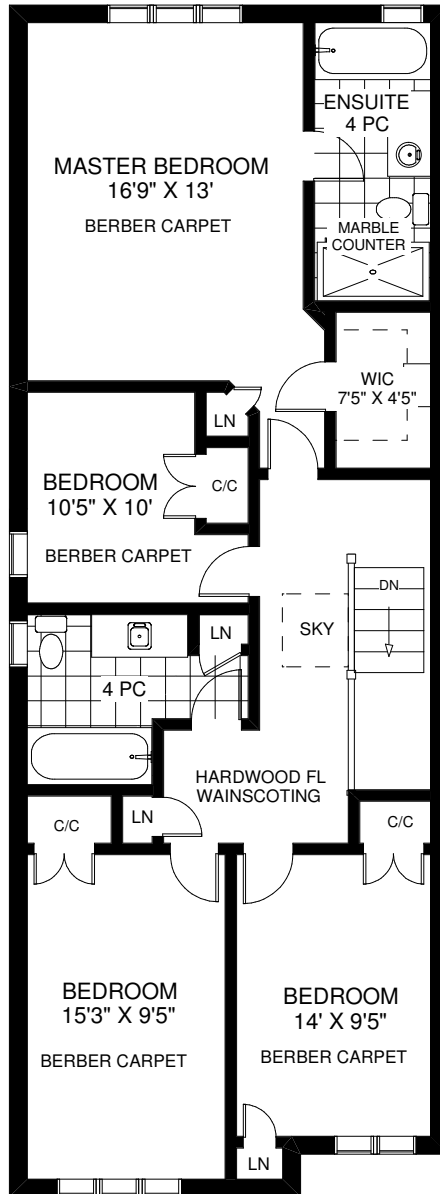 ENSUITE
4 PC
MASTER BEDROOM
16'9" X 13'
BERBER CARPET
MARBLE
COUNTER
WIC
7'5" X 4'5"
LN
BEDROOM
10'5" X 10'
C/C
BERBER CARPET
DN
SKY
LN
4 PC
HARDWOOD FL
WAINSCOTING
C/C
LN
C/C
BEDROOM
15'3" X 9'5"
BERBER CARPET
BEDROOM
14' X 9'5"
BERBER CARPET
LN